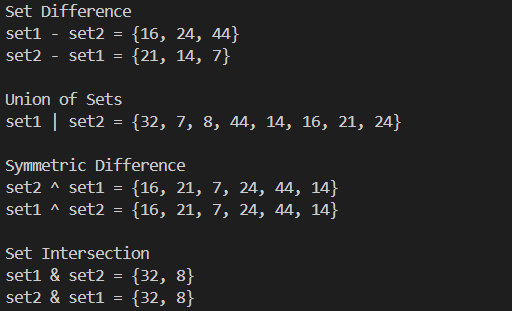 Set Difference
set1 - set2 = {16, 24, 44}
set2 - set1 = {21, 14, 7}
Union of Sets
set1 | set2 = {32, 7, 8, 44, 14, 16, 21, 24}
Symmetric Difference
set2 ^ set1 = {16, 21, 7, 24, 44, 14}
set1 ^ set2 = {16, 21, 7, 24, 44, 14}
Set Intersection
set1 & set2 = {32, 8}
set2 & set1 = {32, 8}